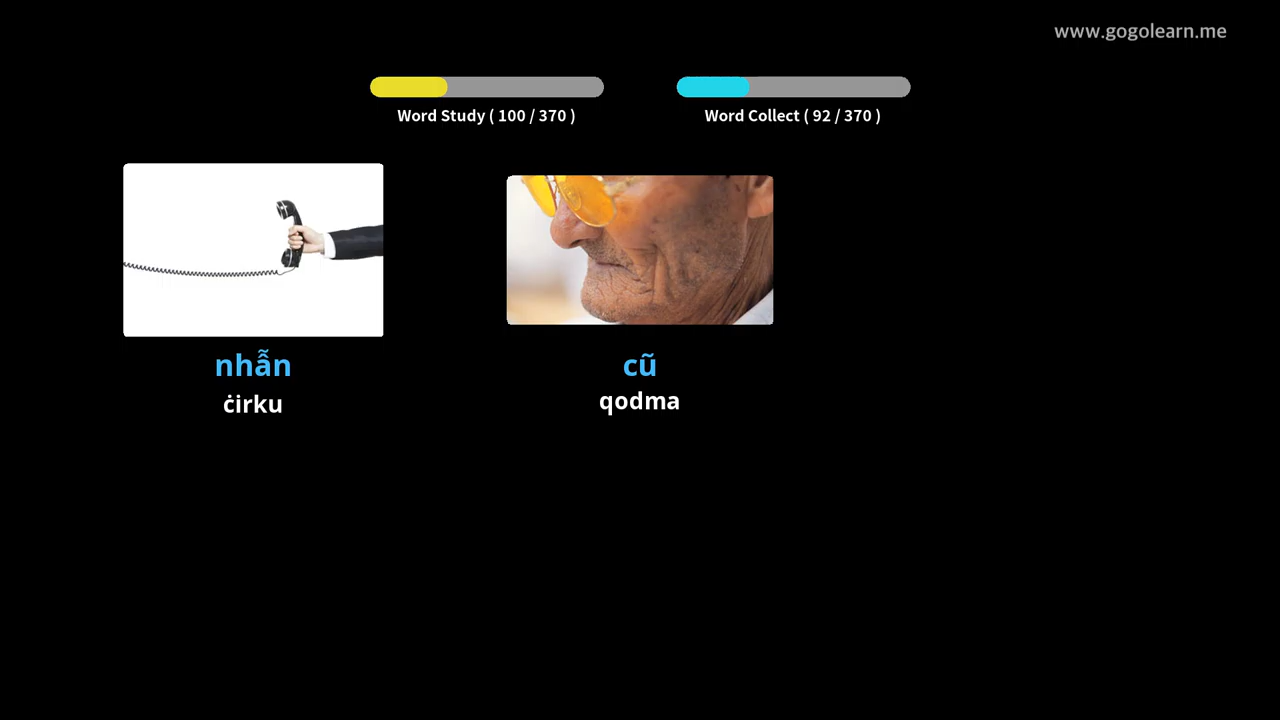 www.gogolearn.me
Word Study ( 100 / 370 )
Word Collect ( 92 / 370 )
nhẫn
ċirku
cũ
qodma